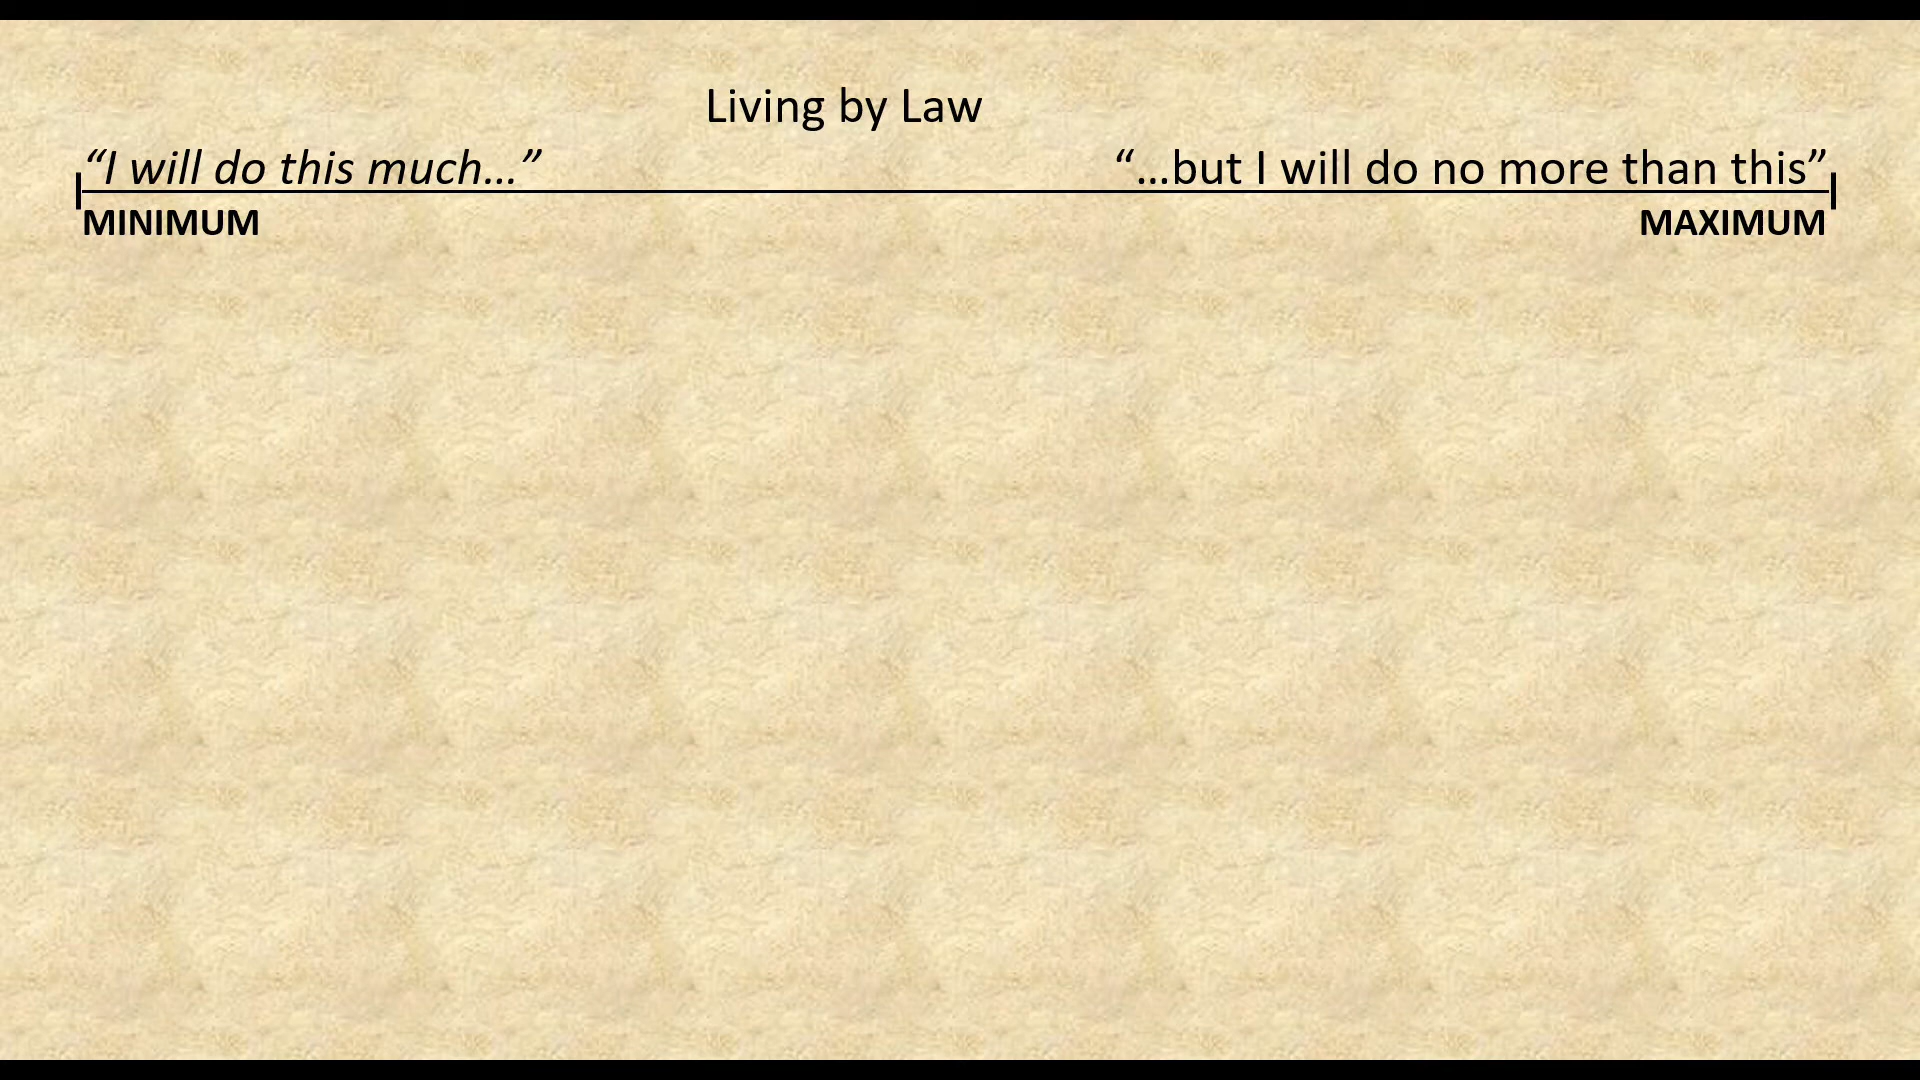 Living by Law
“I will do this much…” “…but I will do no more than this”
MINIMUM MAXIMUM